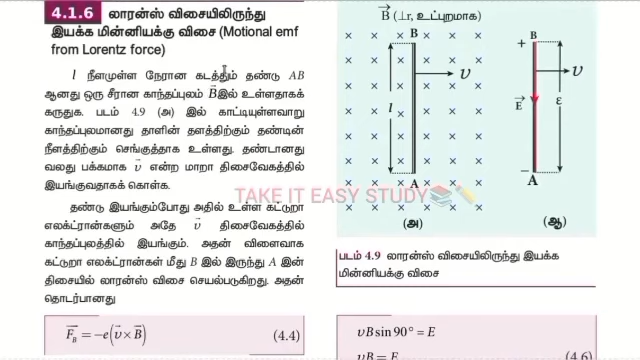 4.1.6 லாரன்ஸ் விசையிலிருந்து
இயக்க மின்னியக்கு விசை (Motional emf
from Lorentz force)
l நீளமுள்ள நேரான கடத்தும் தண்டு AB
ஆனது ஒரு சீரான காந்தப்புலம் B⃗ இல் உள்ளதாகக்
கருதுக. படம் 4.9 (அ) இல் காட்டியுள்ளவாறு
காந்தப்புலமானது தாளின் தளத்திற்கும் தண்டின்
நீளத்திற்கும் செங்குத்தாக உள்ளது. தண்டானது
வலது பக்கமாக v⃗ என்ற மாறா திசைவேகத்தில்
இயங்குவதாகக் கொள்க.
தண்டு இயங்கும்போது அதில் உள்ள கட்டுறா
எலக்ட்ரான்களும் அதே v⃗ திசைவேகத்தில்
காந்தப்புலத்தில் இயங்கும். அதன் விளைவாக
கட்டுறா எலக்ட்ரான்கள் மீது B இல் இருந்து A இன்
திசையில் லாரன்ஸ் விசை செயல்படுகிறது. அதன்
தொடர்பானது
F⃗_B = −e(v⃗ × B⃗) (4.4)
B⃗ (⊥r, உட்புறமாக)
B
l
v
A
(அ)
+
B
v
E⃗
ε
−
A
(ஆ)
TAKE IT EASY STUDY📚✏️
படம் 4.9 லாரன்ஸ் விசையிலிருந்து இயக்க
மின்னியக்கு விசை
vB sin 90° = E
vB = E (4.6)